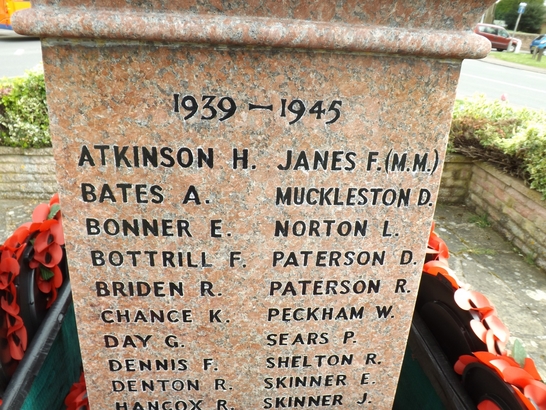 1939 — 1945
ATKINSON H. JANES F. (M.M.)
BATES A. MUCKLESTON D.
BONNER E. NORTON L.
BOTTRILL F. PATERSON D.
BRIDEN R. PATERSON R.
CHANCE K. PECKHAM W.
DAY G. SEARS P.
DENNIS F. SHELTON R.
DENTON R. SKINNER E.
HANCOX R. SKINNER J.